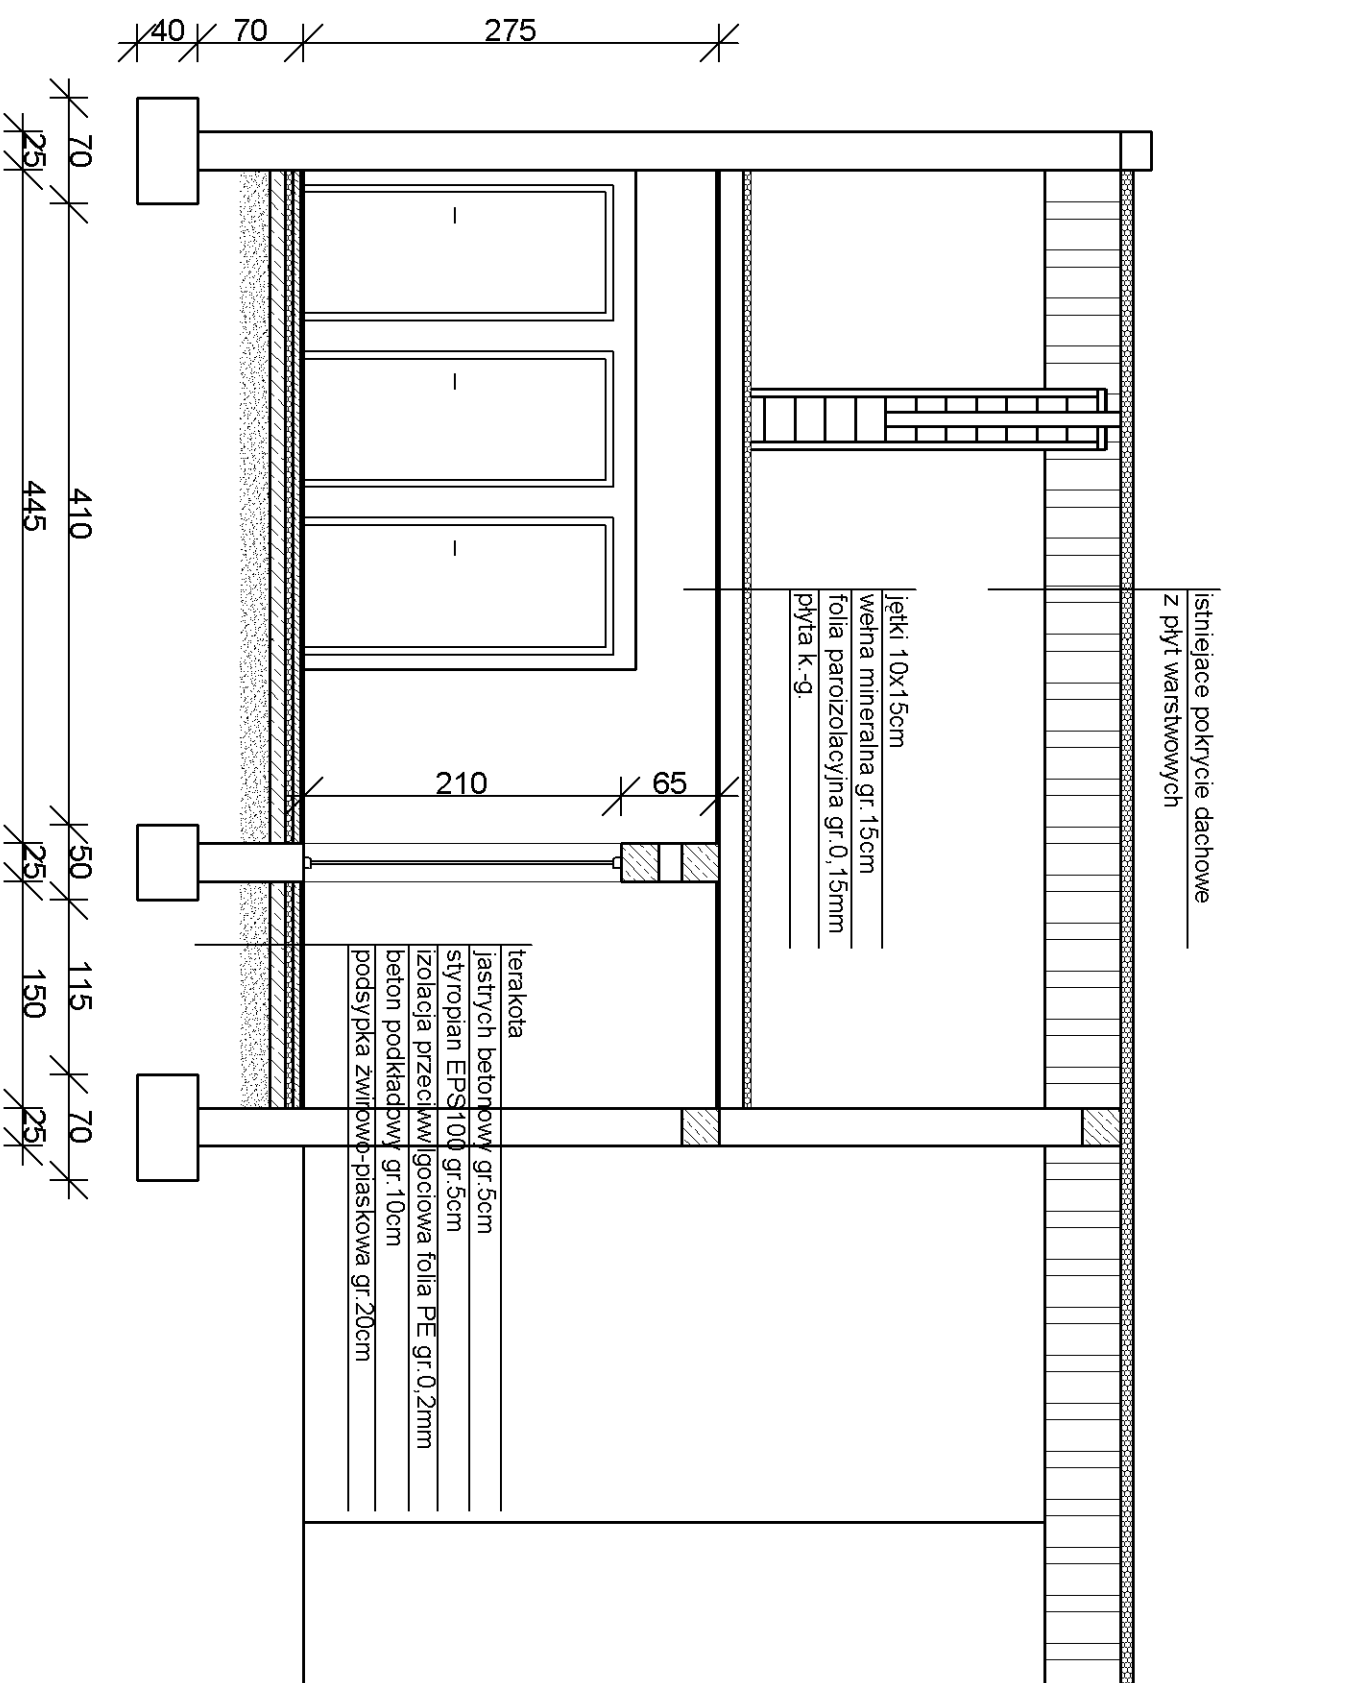 istniejace pokrycie dachowe
z płyt warstwowych
jętki 10x15cm
wełna mineralna gr.15cm
folia paroizolacyjna gr.0,15mm
płyta k.-g.
terakota
jastrych betonowy gr.5cm
styropian EPS100 gr.5cm
izolacja przeciwwilgociowa folia PE gr.0,2mm
beton podkładowy gr.10cm
podsypka żwirowo-piaskowa gr.20cm
275
70
40
65
210
70
410
50
115
70
25
445
25
150
25